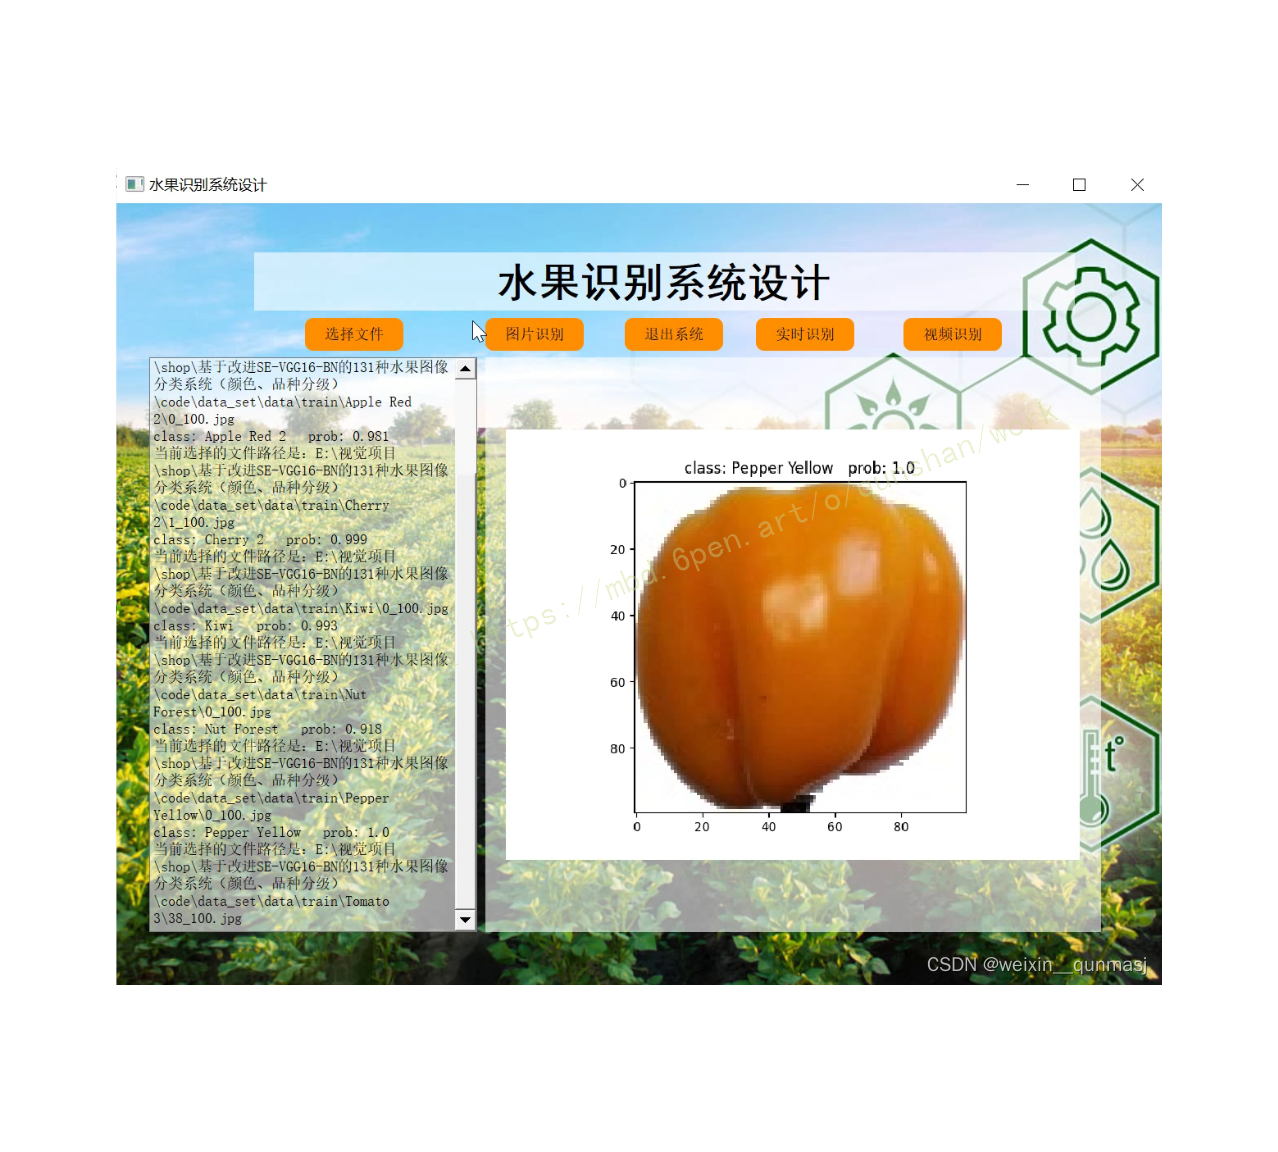 水果识别系统设计
水果识别系统设计
选择文件 图片识别 退出系统 实时识别 视频识别
\shop\基于改进SE-VGG16-BN的131种水果图像
分类系统（颜色、品种分级）
\code\data_set\data\train\Apple Red
2\0_100.jpg
class: Apple Red 2 prob: 0.981
当前选择的文件路径是：E:\视觉项目
\shop\基于改进SE-VGG16-BN的131种水果图像
分类系统（颜色、品种分级）
\code\data_set\data\train\Cherry
2\1_100.jpg
class: Cherry 2 prob: 0.999
当前选择的文件路径是：E:\视觉项目
\shop\基于改进SE-VGG16-BN的131种水果图像
分类系统（颜色、品种分级）
\code\data_set\data\train\Kiwi\0_100.jpg
class: Kiwi prob: 0.993
当前选择的文件路径是：E:\视觉项目
\shop\基于改进SE-VGG16-BN的131种水果图像
分类系统（颜色、品种分级）
\code\data_set\data\train\Nut
Forest\0_100.jpg
class: Nut Forest prob: 0.918
当前选择的文件路径是：E:\视觉项目
\shop\基于改进SE-VGG16-BN的131种水果图像
分类系统（颜色、品种分级）
\code\data_set\data\train\Pepper
Yellow\0_100.jpg
class: Pepper Yellow prob: 1.0
当前选择的文件路径是：E:\视觉项目
\shop\基于改进SE-VGG16-BN的131种水果图像
分类系统（颜色、品种分级）
\code\data_set\data\train\Tomato
3\38_100.jpg
class: Pepper Yellow prob: 1.0
0
20
40
60
80
0 20 40 60 80
t°
CSDN @weixin__qunmasj